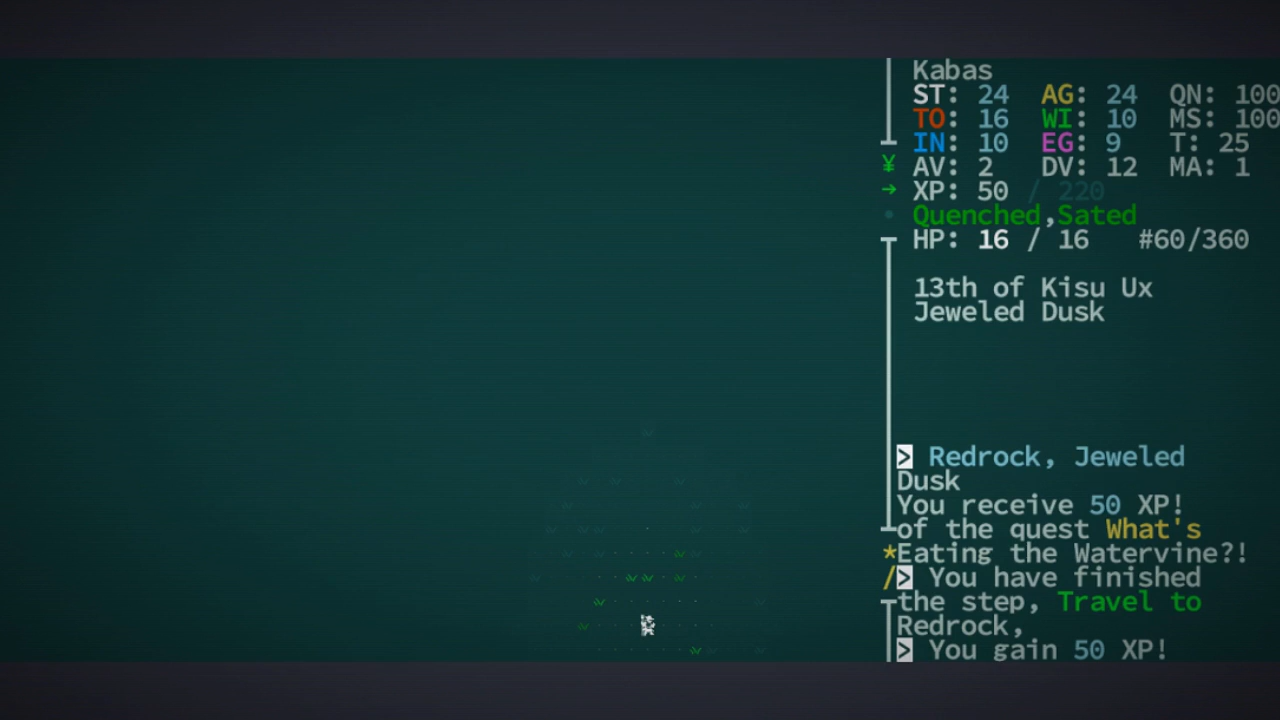 Kabas
ST: 24 AG: 24 QN: 100
TO: 16 WI: 10 MS: 100
IN: 10 EG: 9 T: 25
¥ AV: 2 DV: 12 MA: 1
→ XP: 50 / 220
Quenched,Sated
HP: 16 / 16 #60/360
13th of Kisu Ux
Jeweled Dusk
> Redrock, Jeweled
Dusk
You receive 50 XP!
of the quest What's
*Eating the Watervine?!
/> You have finished
the step, Travel to
Redrock,
> You gain 50 XP!